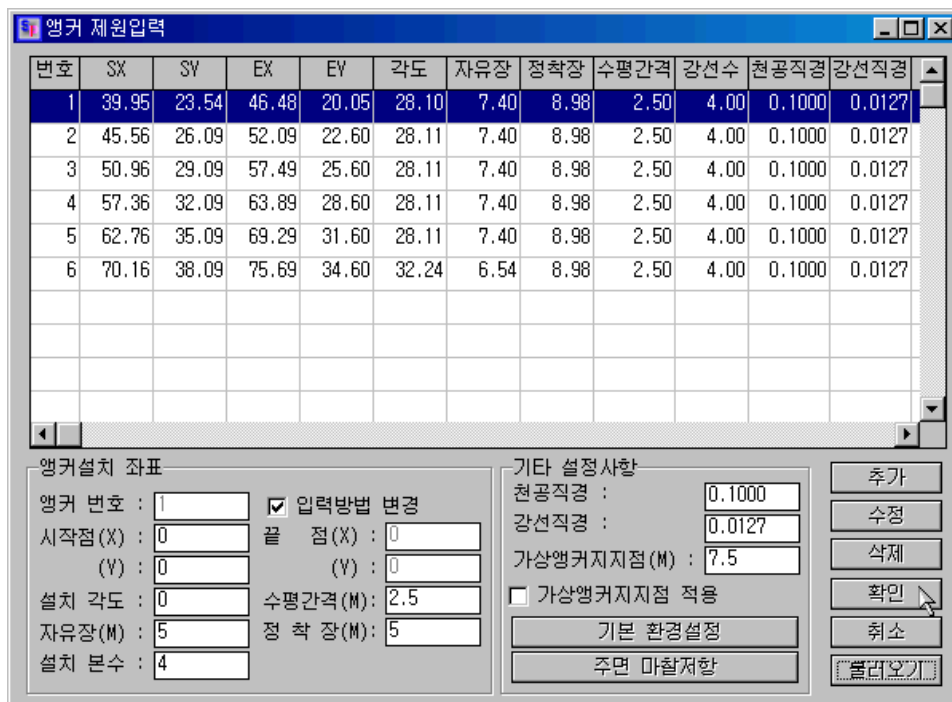 앵커 제원입력
번호 SX SY EX EY 각도 자유장 정착장 수평간격 강선수 천공직경 강선직경
1 39.95 23.54 46.48 20.05 28.10 7.40 8.98 2.50 4.00 0.1000 0.0127
2 45.56 26.09 52.09 22.60 28.11 7.40 8.98 2.50 4.00 0.1000 0.0127
3 50.96 29.09 57.49 25.60 28.11 7.40 8.98 2.50 4.00 0.1000 0.0127
4 57.36 32.09 63.89 28.60 28.11 7.40 8.98 2.50 4.00 0.1000 0.0127
5 62.76 35.09 69.29 31.60 28.11 7.40 8.98 2.50 4.00 0.1000 0.0127
6 70.16 38.09 75.69 34.60 32.24 6.54 8.98 2.50 4.00 0.1000 0.0127
앵커설치 좌표
앵커 번호 : 1 입력방법 변경
시작점(X) : 0 끝 점(X) : 0
(Y) : 0 (Y) : 0
설치 각도 : 0 수평간격(M): 2.5
자유장(M) : 5 정 착 장(M): 5
설치 본수 : 4
기타 설정사항
천공직경 : 0.1000
강선직경 : 0.0127
가상앵커지지점(M) : 7.5
가상앵커지지점 적용
기본 환경설정
주면 마찰저항
추가
수정
삭제
확인
취소
불러오기